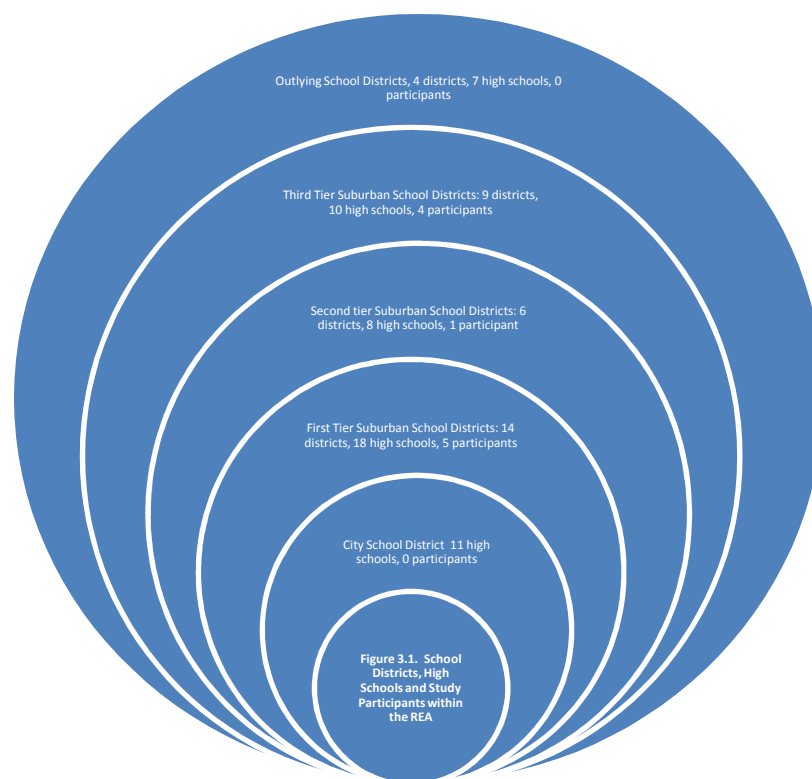 Outlying School Districts, 4 districts, 7 high schools, 0
participants
Third Tier Suburban School Districts: 9 districts,
10 high schools, 4 participants
Second tier Suburban School Districts: 6
districts, 8 high schools, 1 participant
First Tier Suburban School Districts: 14
districts, 18 high schools, 5 participants
City School District  11 high
schools, 0 participants
Figure 3.1.  School
Districts, High
Schools and Study
Participants within
the REA